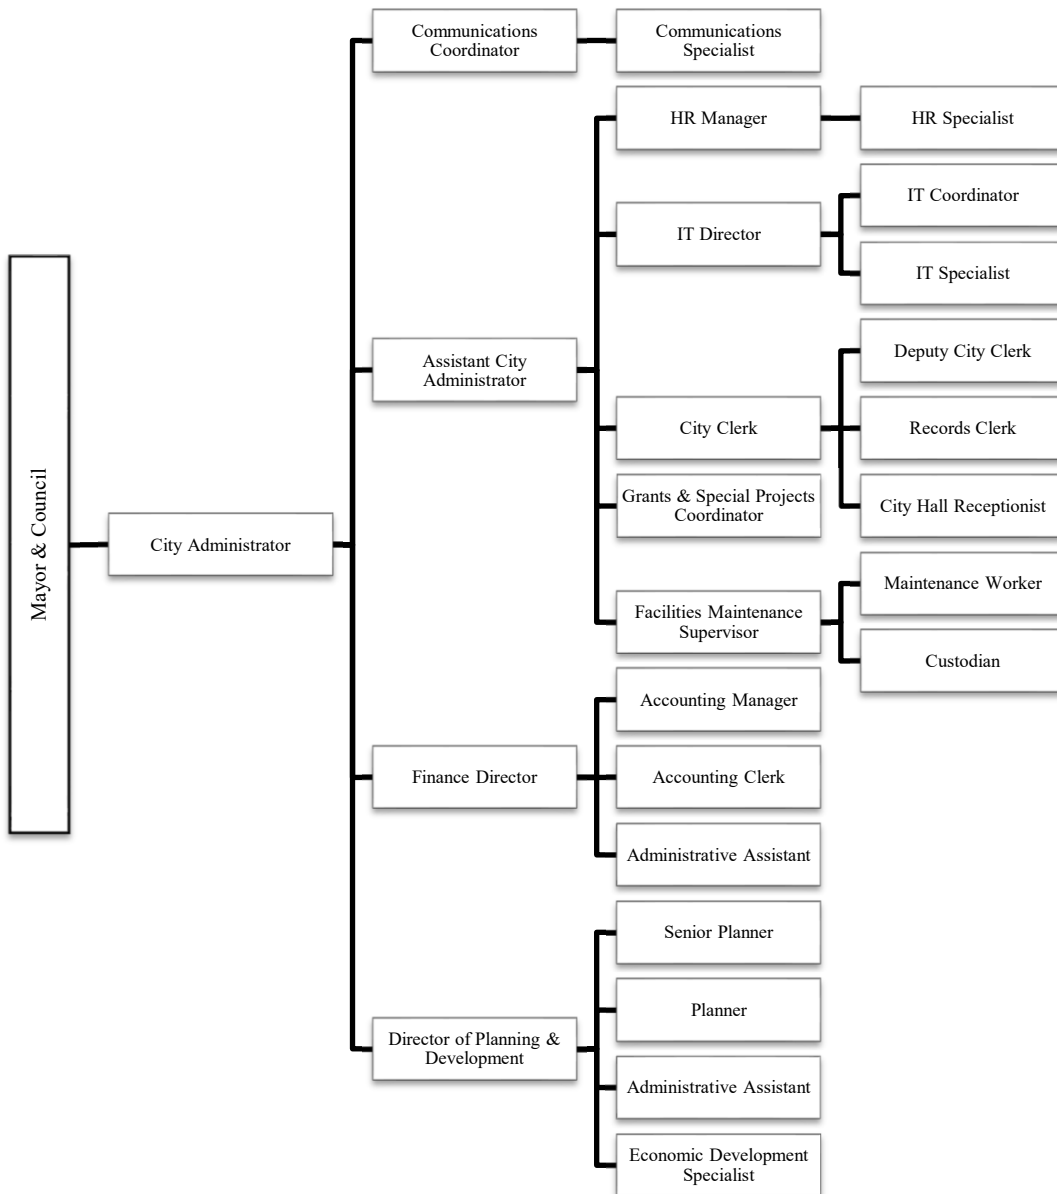 Mayor & Council
City Administrator
Communications
Coordinator
Communications
Specialist
Assistant City
Administrator
HR Manager
HR Specialist
IT Director
IT Coordinator
IT Specialist
City Clerk
Deputy City Clerk
Records Clerk
City Hall Receptionist
Grants & Special Projects
Coordinator
Facilities Maintenance
Supervisor
Maintenance Worker
Custodian
Finance Director
Accounting Manager
Accounting Clerk
Administrative Assistant
Director of Planning &
Development
Senior Planner
Planner
Administrative Assistant
Economic Development
Specialist